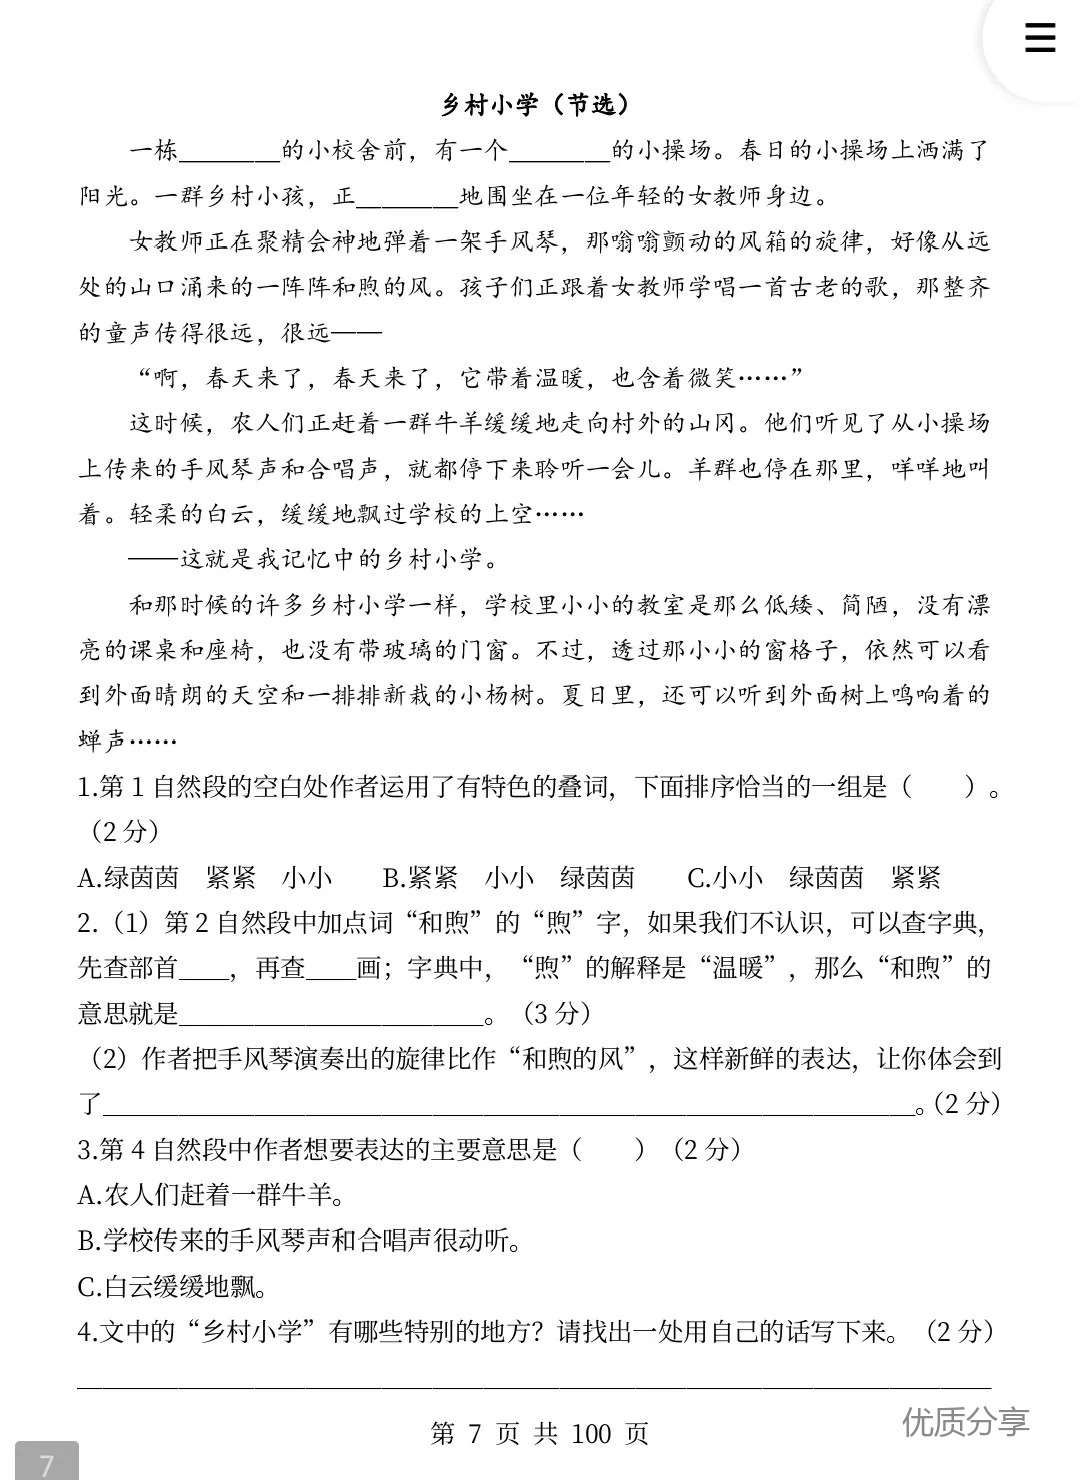 乡村小学（节选）
一栋________的小校舍前，有一个________的小操场。春日的小操场上洒满了
阳光。一群乡村小孩，正________地围坐在一位年轻的女教师身边。
女教师正在聚精会神地弹着一架手风琴，那嗡嗡颤动的风箱的旋律，好像从远
处的山口涌来的一阵阵和煦的风。孩子们正跟着女教师学唱一首古老的歌，那整齐
的童声传得很远，很远——
“啊，春天来了，春天来了，它带着温暖，也含着微笑……”
这时候，农人们正赶着一群牛羊缓缓地走向村外的山冈。他们听见了从小操场
上传来的手风琴声和合唱声，就都停下来聆听一会儿。羊群也停在那里，咩咩地叫
着。轻柔的白云，缓缓地飘过学校的上空……
——这就是我记忆中的乡村小学。
和那时候的许多乡村小学一样，学校里小小的教室是那么低矮、简陋，没有漂
亮的课桌和座椅，也没有带玻璃的门窗。不过，透过那小小的窗格子，依然可以看
到外面晴朗的天空和一排排新栽的小杨树。夏日里，还可以听到外面树上鸣响着的
蝉声……
1.第 1 自然段的空白处作者运用了有特色的叠词，下面排序恰当的一组是（　　）。
（2 分）
A.绿茵茵　紧紧　小小　　B.紧紧　小小　绿茵茵　　C.小小　绿茵茵　紧紧
2.（1）第 2 自然段中加点词“和煦”的“煦”字，如果我们不认识，可以查字典，
先查部首____，再查____画；字典中，“煦”的解释是“温暖”，那么“和煦”的
意思就是________________________。（3 分）
（2）作者把手风琴演奏出的旋律比作“和煦的风”，这样新鲜的表达，让你体会到
了________________________________________________________________。（2 分）
3.第 4 自然段中作者想要表达的主要意思是（　　）（2 分）
A.农人们赶着一群牛羊。
B.学校传来的手风琴声和合唱声很动听。
C.白云缓缓地飘。
4.文中的“乡村小学”有哪些特别的地方？请找出一处用自己的话写下来。（2 分）
________________________________________________________________________
第 7 页 共 100 页
优质分享
7